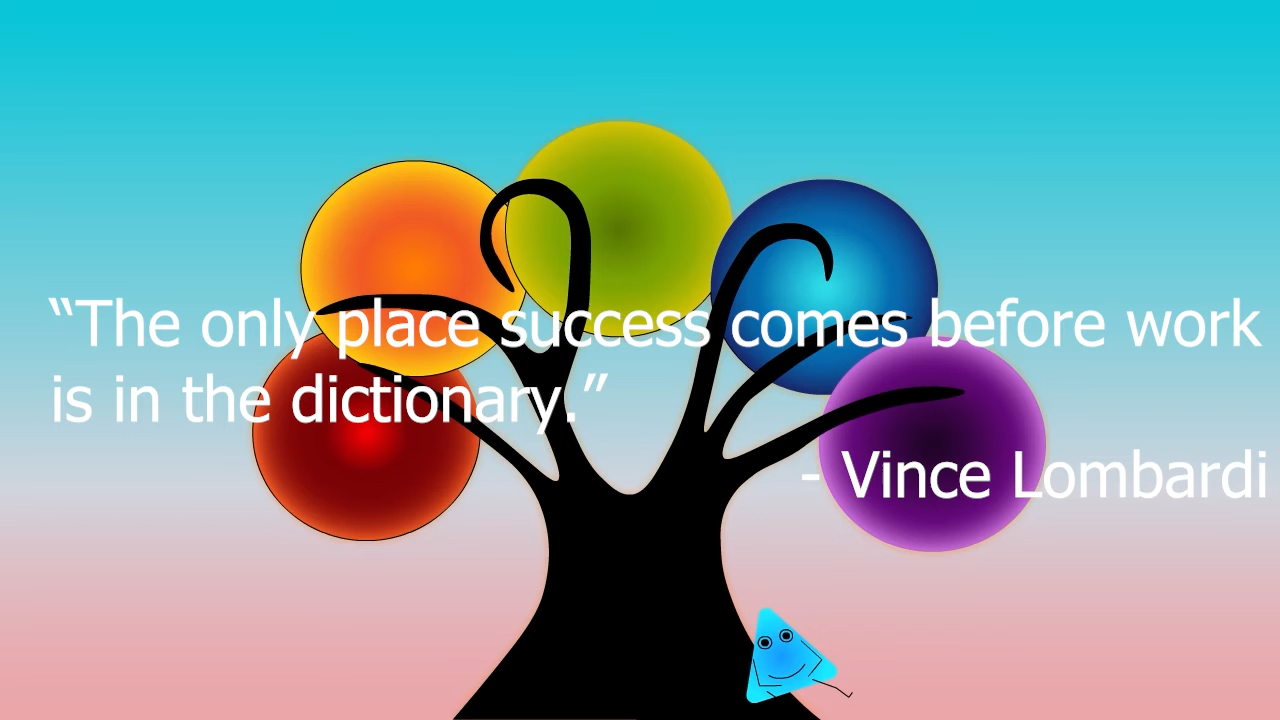 “The only place success comes before work
is in the dictionary.”
- Vince Lombardi